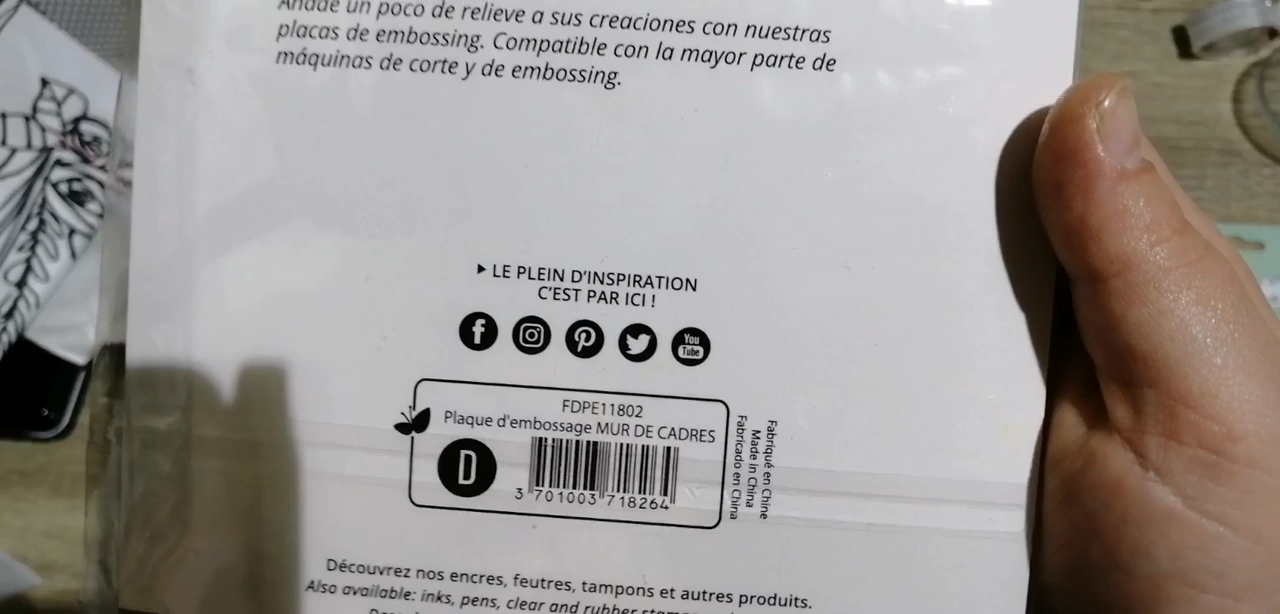 Añade un poco de relieve a sus creaciones con nuestras
placas de embossing. Compatible con la mayor parte de
máquinas de corte y de embossing.
LE PLEIN D'INSPIRATION
C'EST PAR ICI !
You
Tube
FDPE11802
Plaque d'embossage MUR DE CADRES
D
3 701003 718264
Fabriqué en Chine
Made in China
Fabricado en China
Découvrez nos encres, feutres, tampons et autres produits.
Also available: inks, pens, clear and rubber